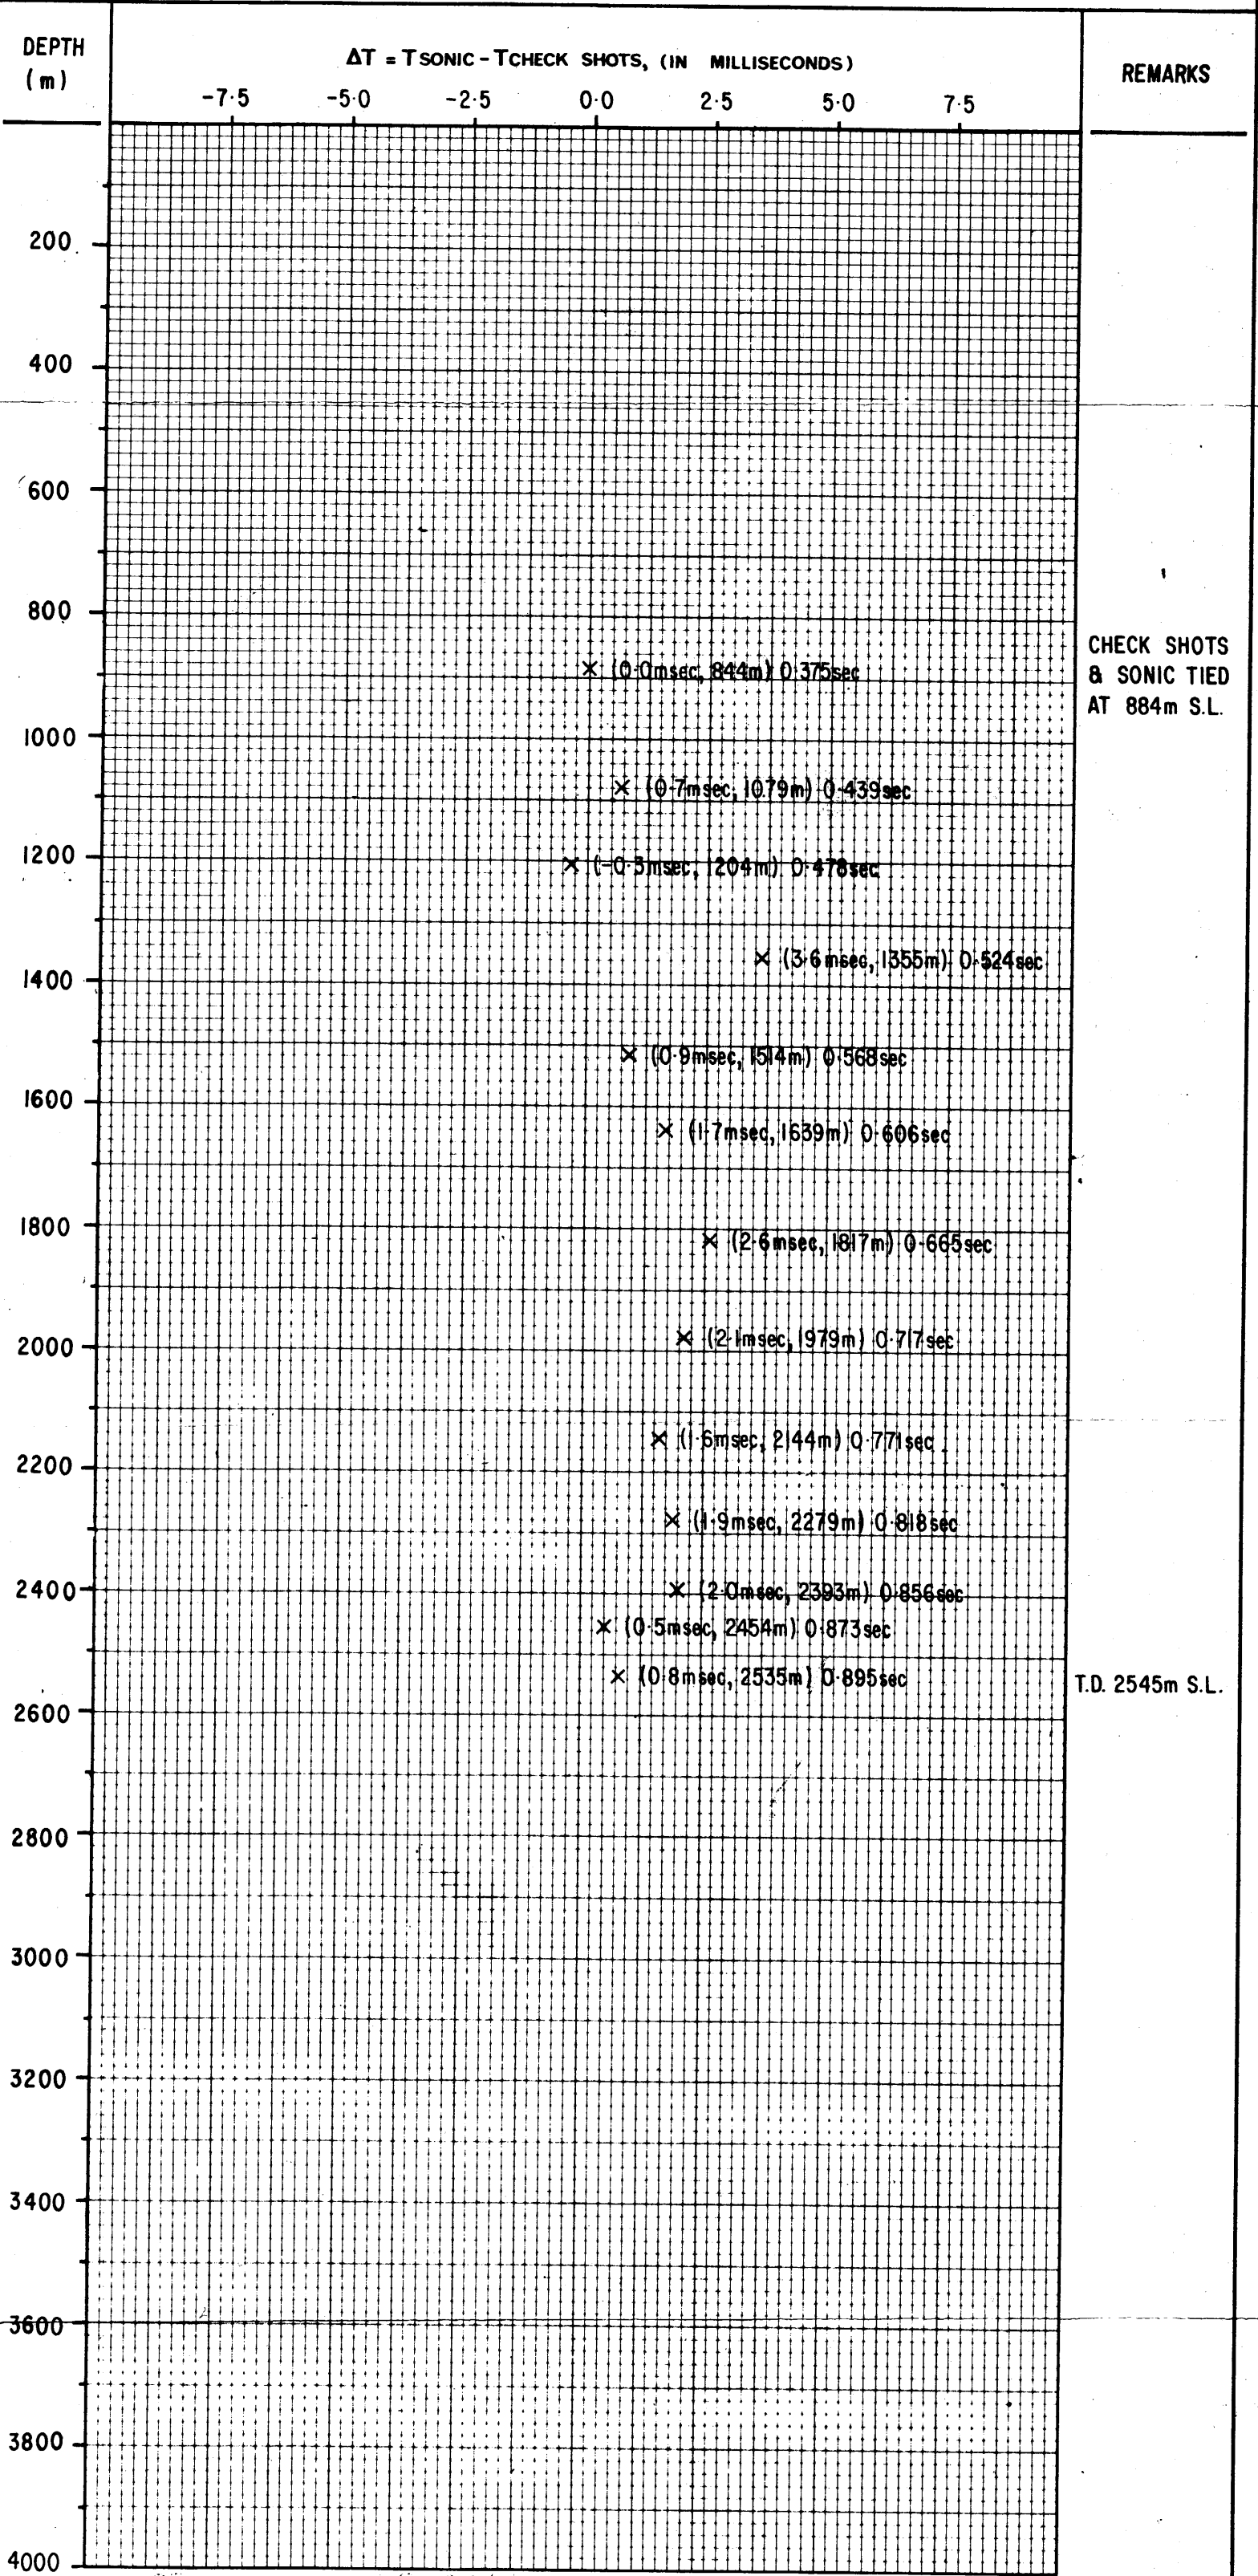 DEPTH
(m)
ΔT = TSONIC - TCHECK SHOTS, (IN MILLISECONDS)
REMARKS
-7·5 -5·0 -2·5 0·0 2·5 5·0 7·5
200
400
600
800
CHECK SHOTS
& SONIC TIED
AT 884m S.L.
(0·0msec, 844m) 0·375sec
1000
(0·7msec, 1079m) 0·439sec
1200
(-0·3msec, 1204m) 0·478sec
(3·6msec, 1355m) 0·524sec
1400
(0·9msec, 1514m) 0·568sec
1600
(1·7msec, 1639m) 0·606sec
1800
(2·6msec, 1817m) 0·665sec
2000
(2·1msec, 1979m) 0·717sec
(1·6msec, 2144m) 0·771sec
2200
(1·9msec, 2279m) 0·818sec
2400
(2·0msec, 2393m) 0·856sec
(0·5msec, 2454m) 0·873sec
(0·8msec, 2535m) 0·895sec
T.D. 2545m S.L.
2600
2800
3000
3200
3400
3600
3800
4000